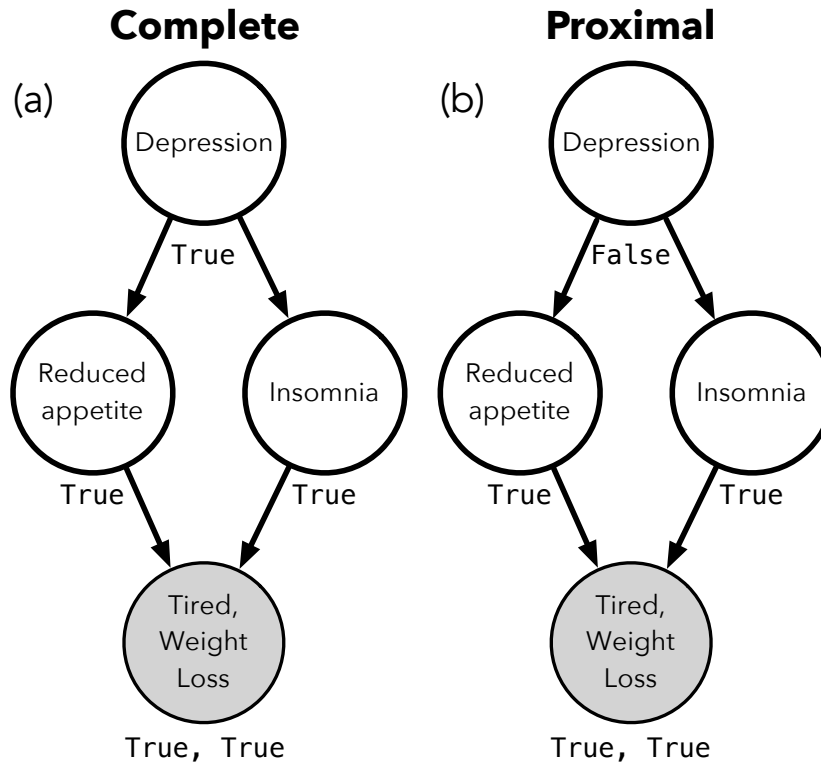 Complete
(a)
Depression
True
Reduced
appetite
Insomnia
True
True
Tired,
Weight
Loss
True, True
Proximal
(b)
Depression
False
Reduced
appetite
Insomnia
True
True
Tired,
Weight
Loss
True, True